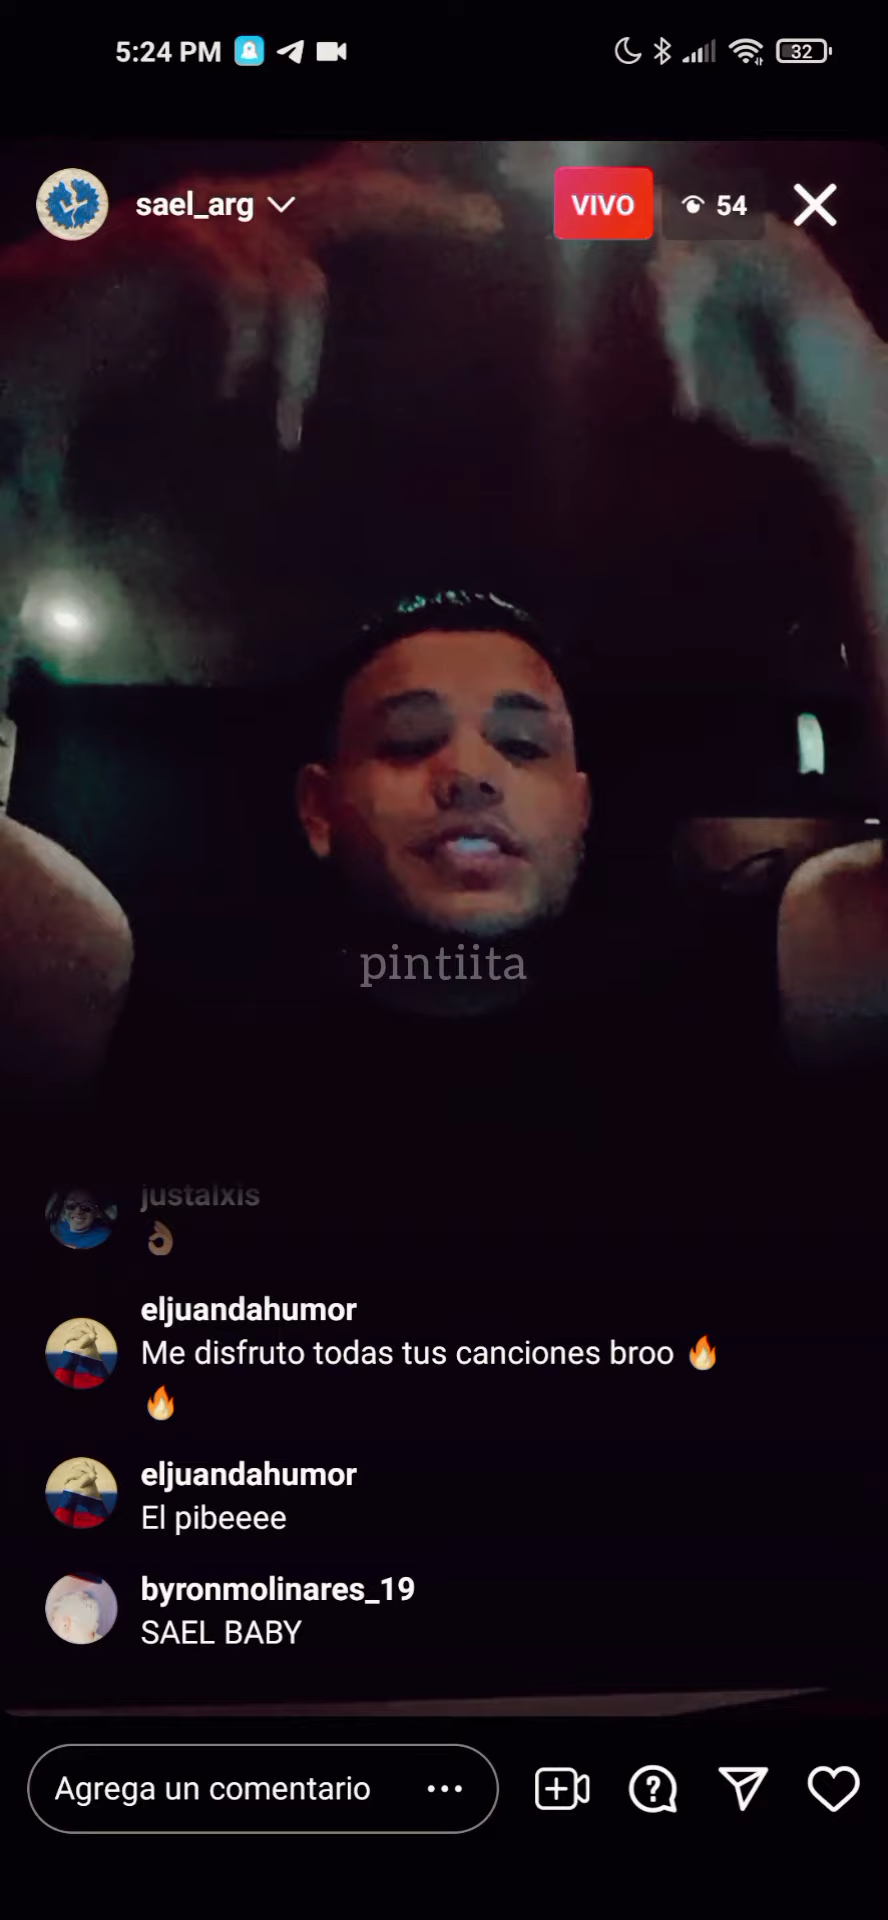 5:24 PM
32
sael_arg
VIVO
54
pintiita
justalxis
👌🏽
eljuandahumor
Me disfruto todas tus canciones broo 🔥
🔥
eljuandahumor
El pibeeee
byronmolinares_19
SAEL BABY
Agrega un comentario